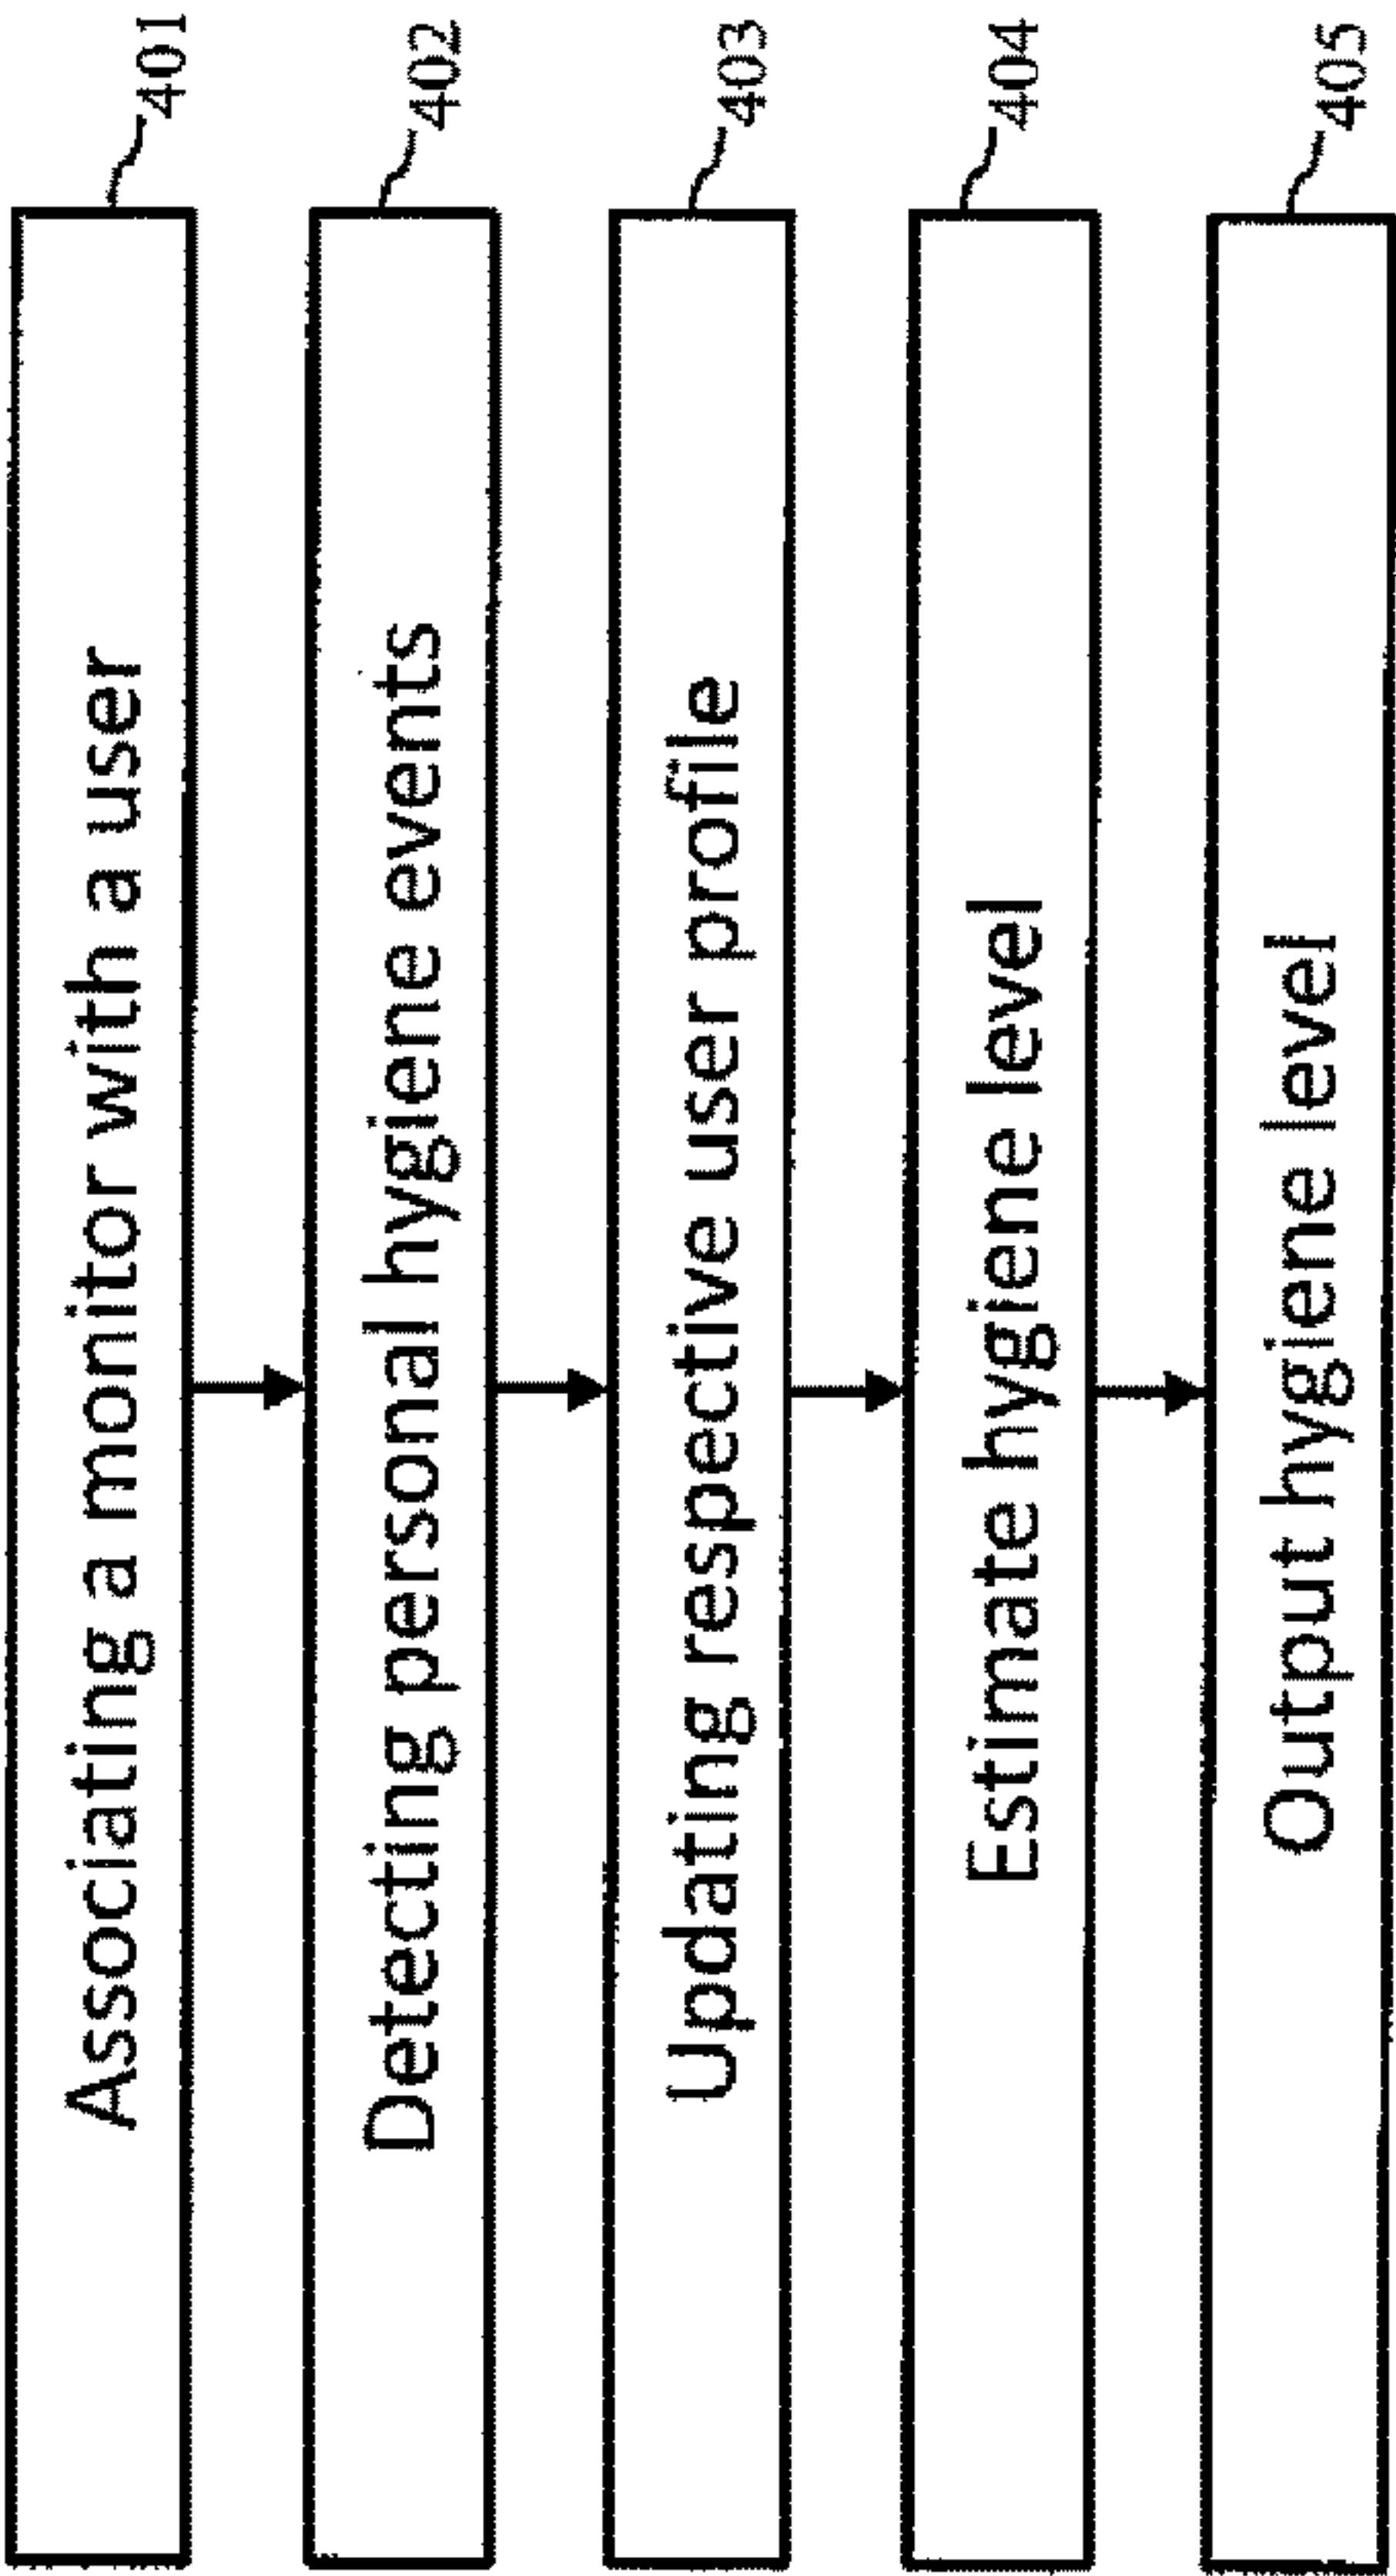 Associating a monitor with a user
401
Detecting personal hygiene events
402
Updating respective user profile
403
Estimate hygiene level
404
Output hygiene level
405